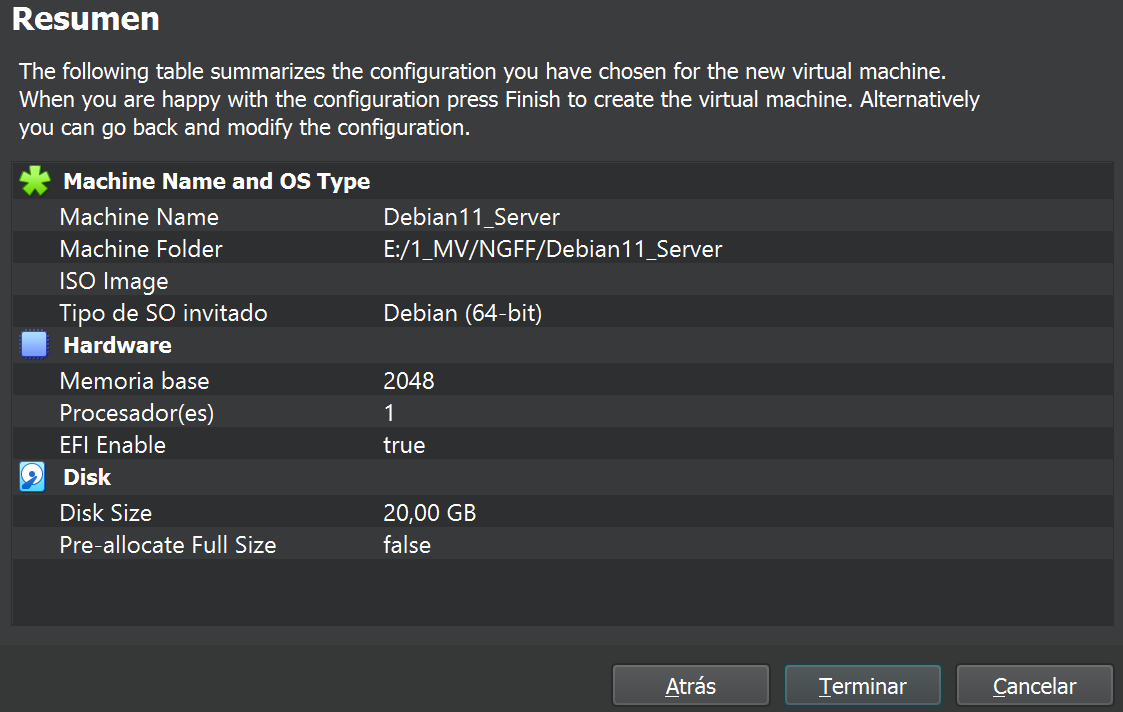 Resumen
The following table summarizes the configuration you have chosen for the new virtual machine.
When you are happy with the configuration press Finish to create the virtual machine. Alternatively
you can go back and modify the configuration.
Machine Name and OS Type
Machine Name Debian11_Server
Machine Folder E:/1_MV/NGFF/Debian11_Server
ISO Image
Tipo de SO invitado Debian (64-bit)
Hardware
Memoria base 2048
Procesador(es) 1
EFI Enable true
Disk
Disk Size 20,00 GB
Pre-allocate Full Size false
Atrás Terminar Cancelar